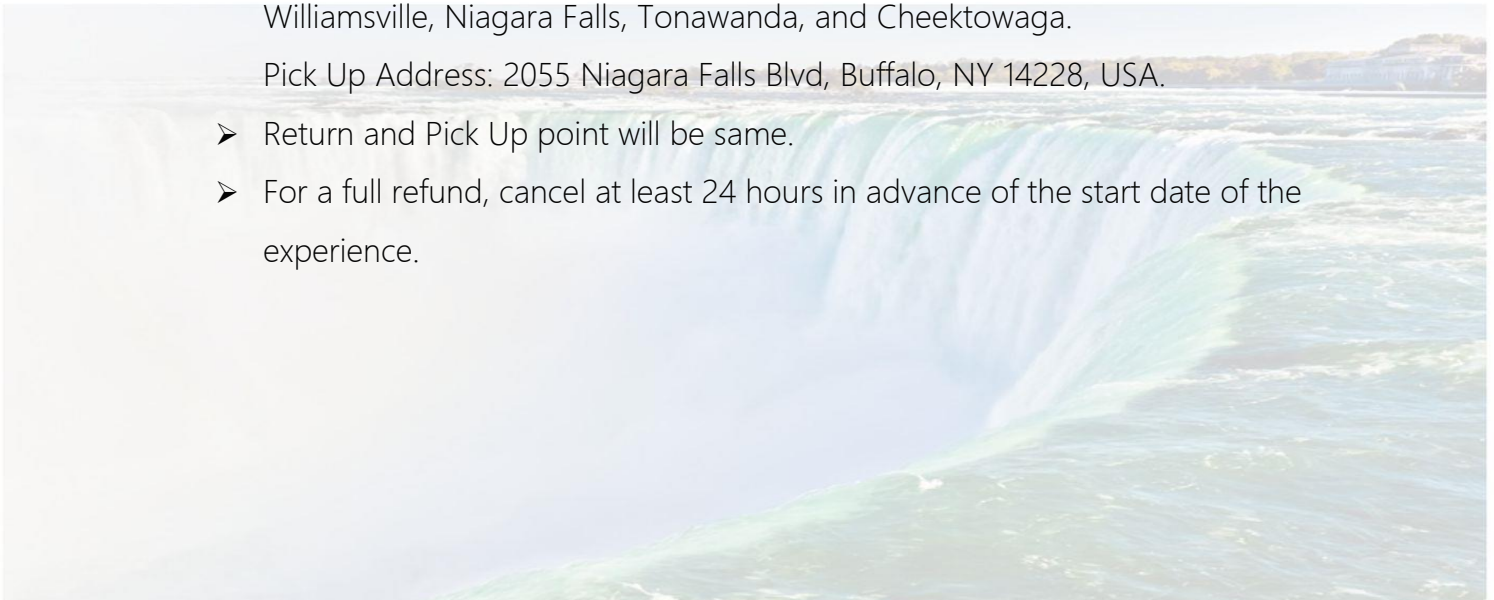 Williamsville, Niagara Falls, Tonawanda, and Cheektowaga.
Pick Up Address: 2055 Niagara Falls Blvd, Buffalo, NY 14228, USA.
➢ Return and Pick Up point will be same.
➢ For a full refund, cancel at least 24 hours in advance of the start date of the
experience.